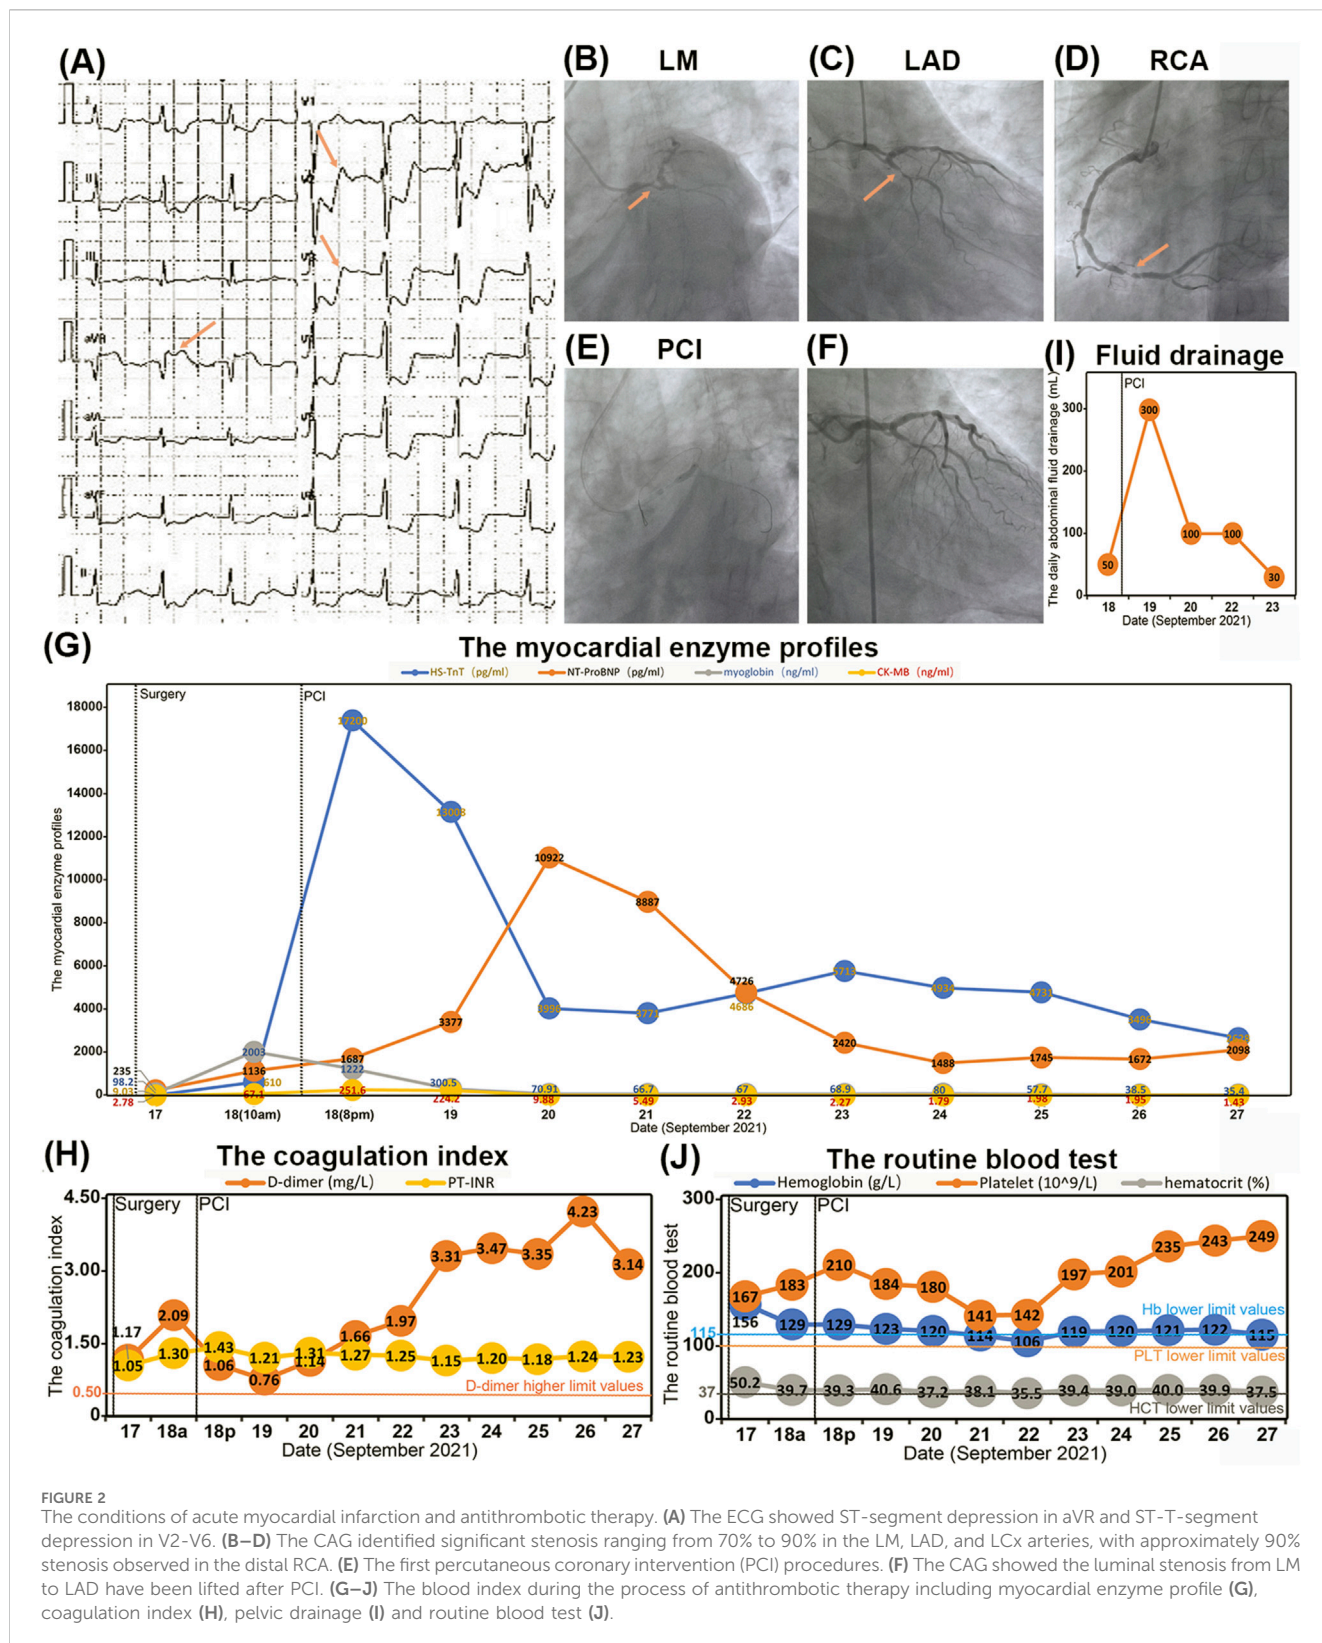 (A)
I
II
III
aVR
aVL
aVF
II
V1
(B) LM
(C) LAD
(D) RCA
(E) PCI
(F)
(I) Fluid drainage
The daily abdominal fluid drainage (mL)
PCI
300
200
100
0
50
300
100
100
30
18 19 20 22 23
Date (September 2021)
(G) The myocardial enzyme profiles
HS-TnT (pg/ml) NT-ProBNP (pg/ml) myoglobin (ng/ml) CK-MB (ng/ml)
The myocardial enzyme profiles
Surgery PCI
18000
16000
14000
12000
10000
8000
6000
4000
2000
0
17200
13008
10922
8887
4726
4686
3377
2420
1488
1745
1672
2098
4934
4731
235
98.2
9.03
2.78
2003
1136
610
67.1
1687
1222
251.6
300.5
224.2
70.91
9.88
66.7
5.49
67
2.93
68.9
2.27
80
1.79
57.7
1.98
38.5
1.95
35.4
1.43
17 18(10am) 18(8pm) 19 20 21 22 23 24 25 26 27
Date (September 2021)
(H) The coagulation index
D-dimer (mg/L) PT-INR
The coagulation index
Surgery PCI
4.50
3.00
1.50
0.50
0
1.17 2.09 1.06 0.76 1.14 1.66 1.97 3.31 3.47 3.35 4.23 3.14
1.05 1.30 1.43 1.21 1.31 1.27 1.25 1.15 1.20 1.18 1.24 1.23
D-dimer higher limit values
17 18a 18p 19 20 21 22 23 24 25 26 27
Date (September 2021)
(J) The routine blood test
Hemoglobin (g/L) Platelet (10^9/L) hematocrit (%)
The routine blood test
Surgery PCI
300
200
115
100
37
0
167 183 210 184 180 141 142 197 201 235 243 249
156 129 129 123 120 114 106 119 120 121 122 115
50.2 39.7 39.3 40.6 37.2 38.1 35.5 39.4 39.0 40.0 39.9 37.5
Hb lower limit values
PLT lower limit values
HCT lower limit values
17 18a 18p 19 20 21 22 23 24 25 26 27
Date (September 2021)
FIGURE 2
The conditions of acute myocardial infarction and antithrombotic therapy. (A) The ECG showed ST-segment depression in aVR and ST-T-segment
depression in V2-V6. (B–D) The CAG identified significant stenosis ranging from 70% to 90% in the LM, LAD, and LCx arteries, with approximately 90%
stenosis observed in the distal RCA. (E) The first percutaneous coronary intervention (PCI) procedures. (F) The CAG showed the luminal stenosis from LM
to LAD have been lifted after PCI. (G–J) The blood index during the process of antithrombotic therapy including myocardial enzyme profile (G),
coagulation index (H), pelvic drainage (I) and routine blood test (J).